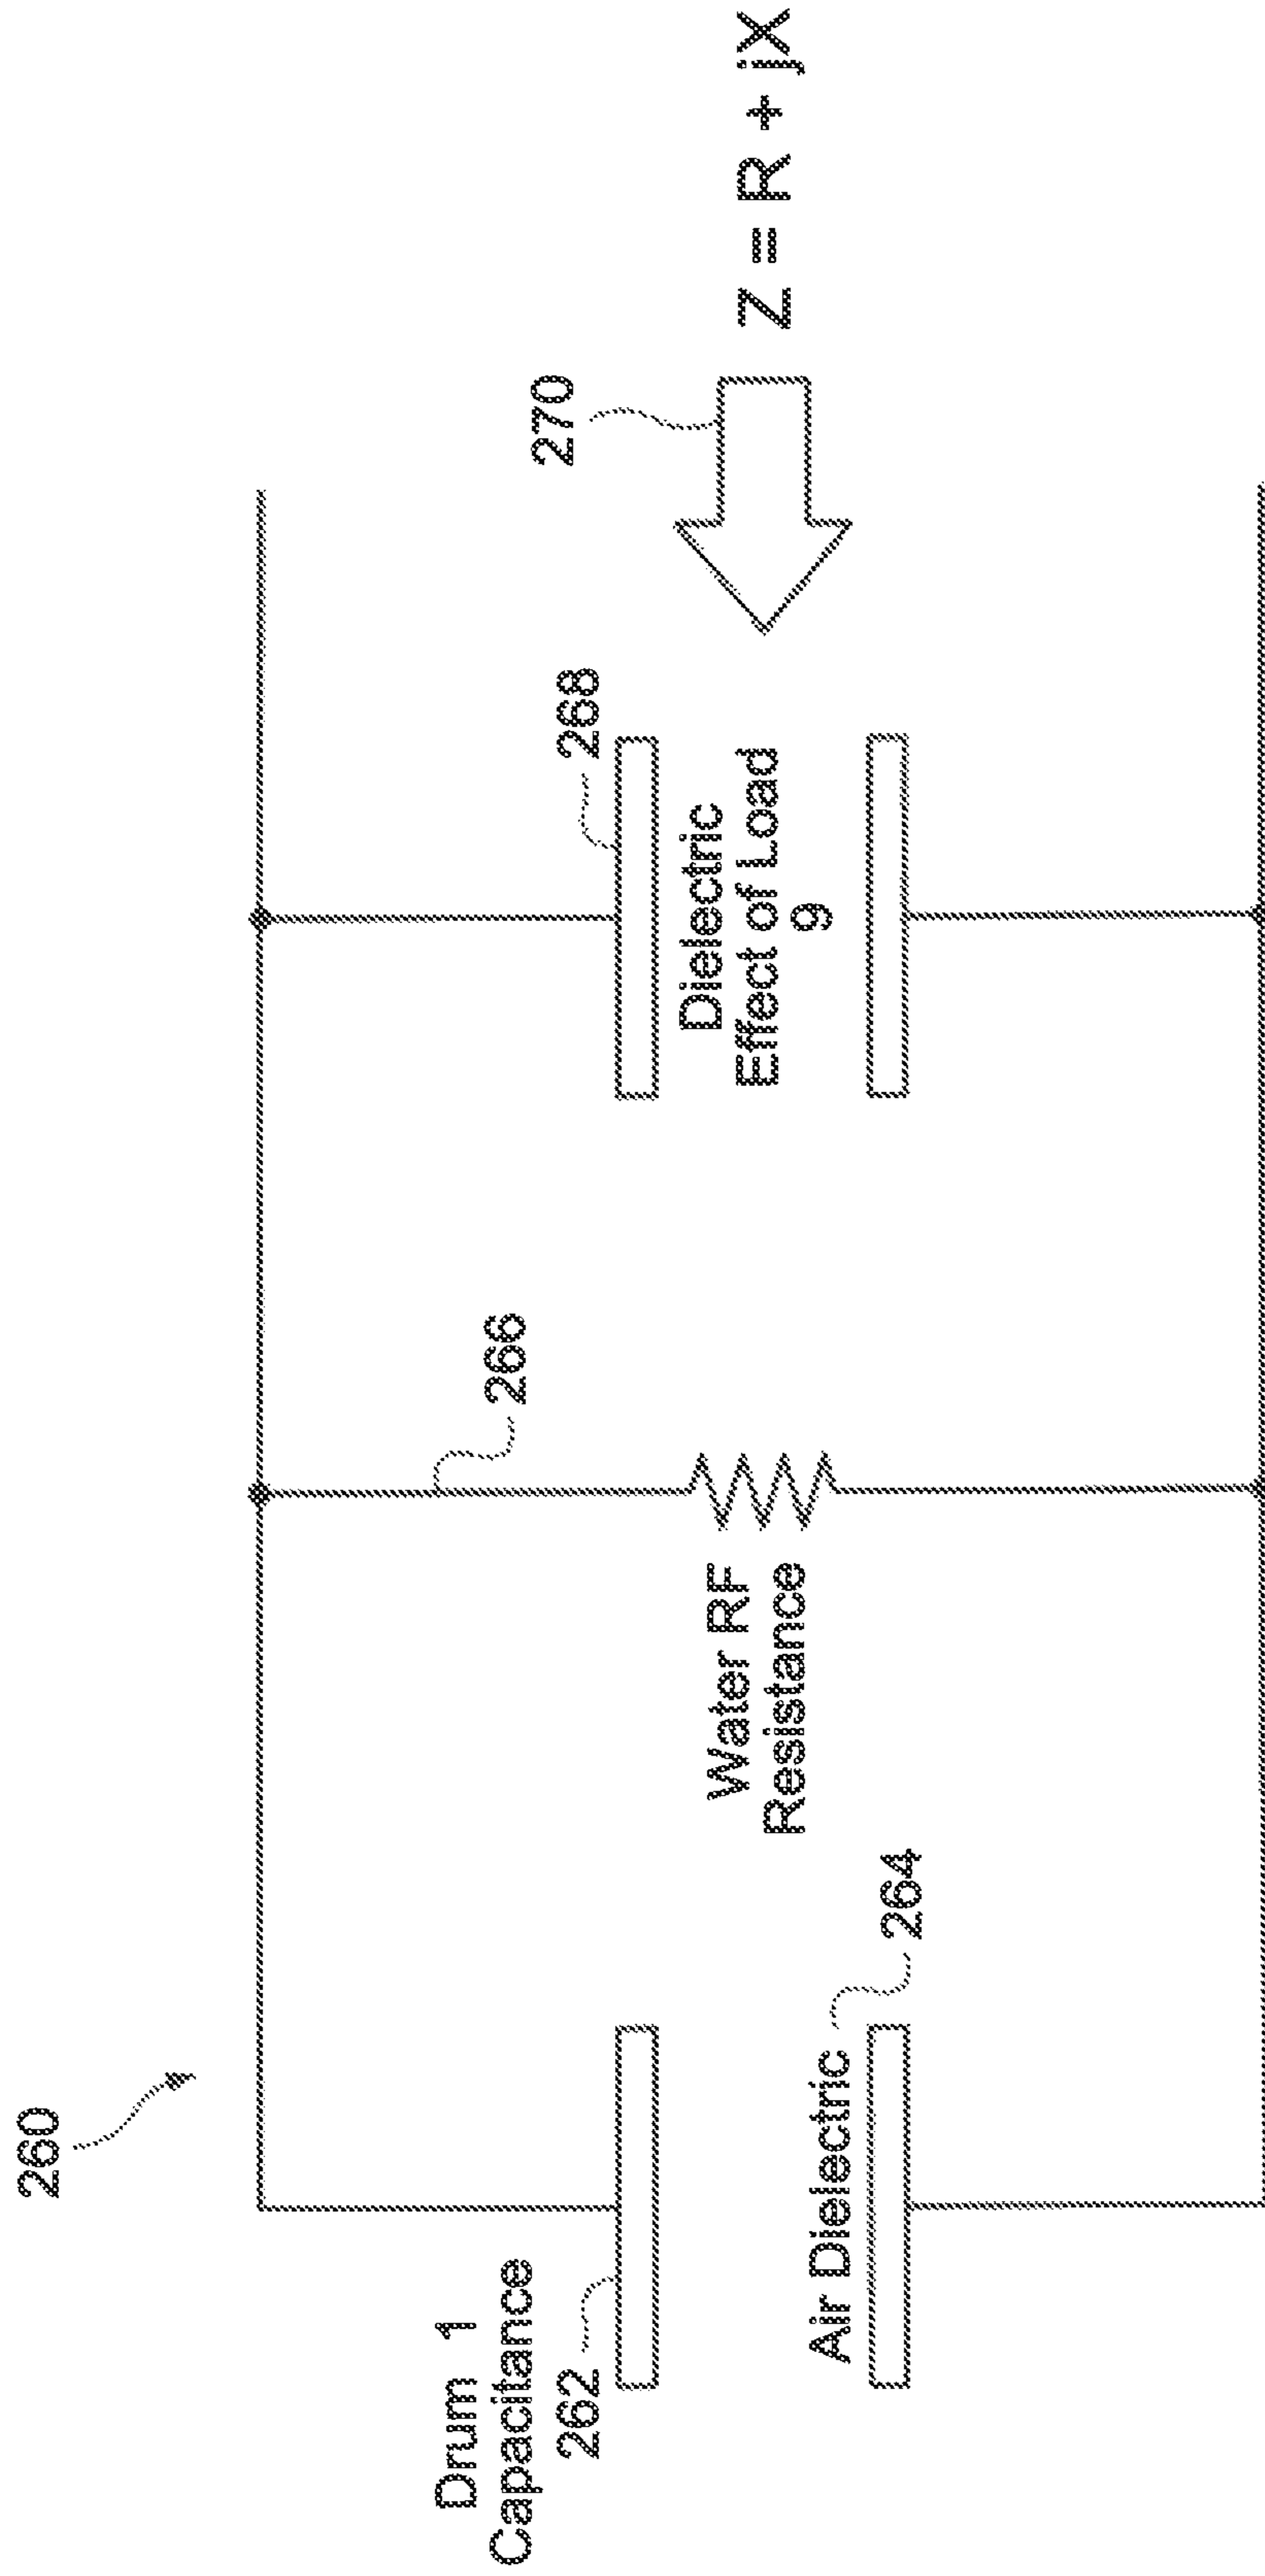 260
Drum 1
Capacitance
262
Air Dielectric
264
Water RF
Resistance
266
Dielectric
Effect of Load
9
268
270
Z = R + jX